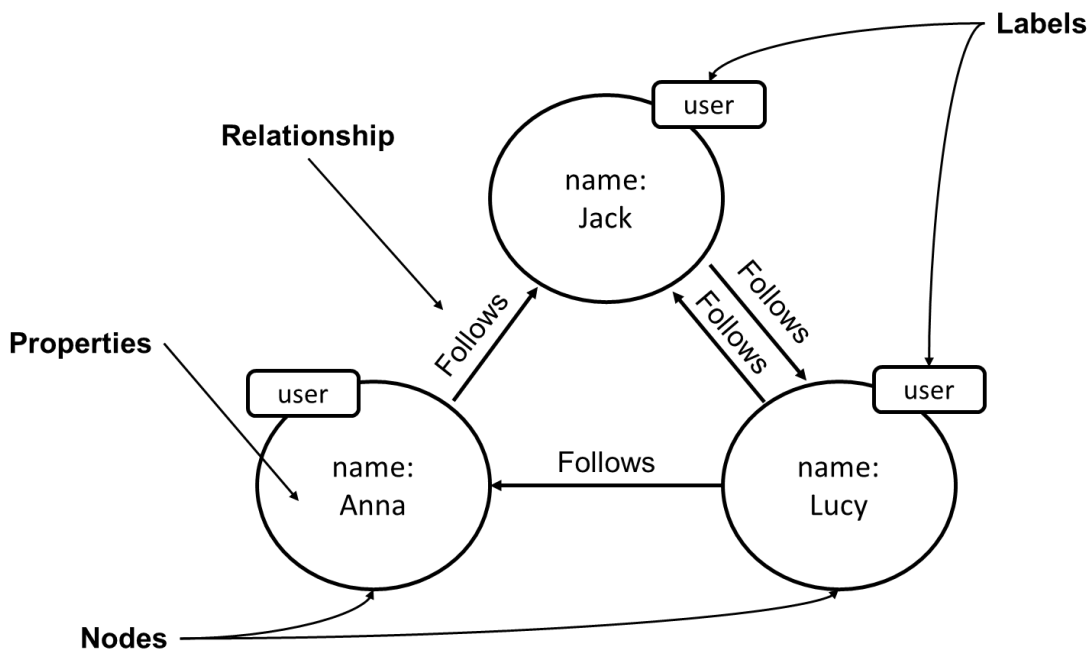 Labels
user
Relationship
name:
Jack
Follows
Follows
Follows
Properties
user
user
name:
Anna
Follows
name:
Lucy
Nodes